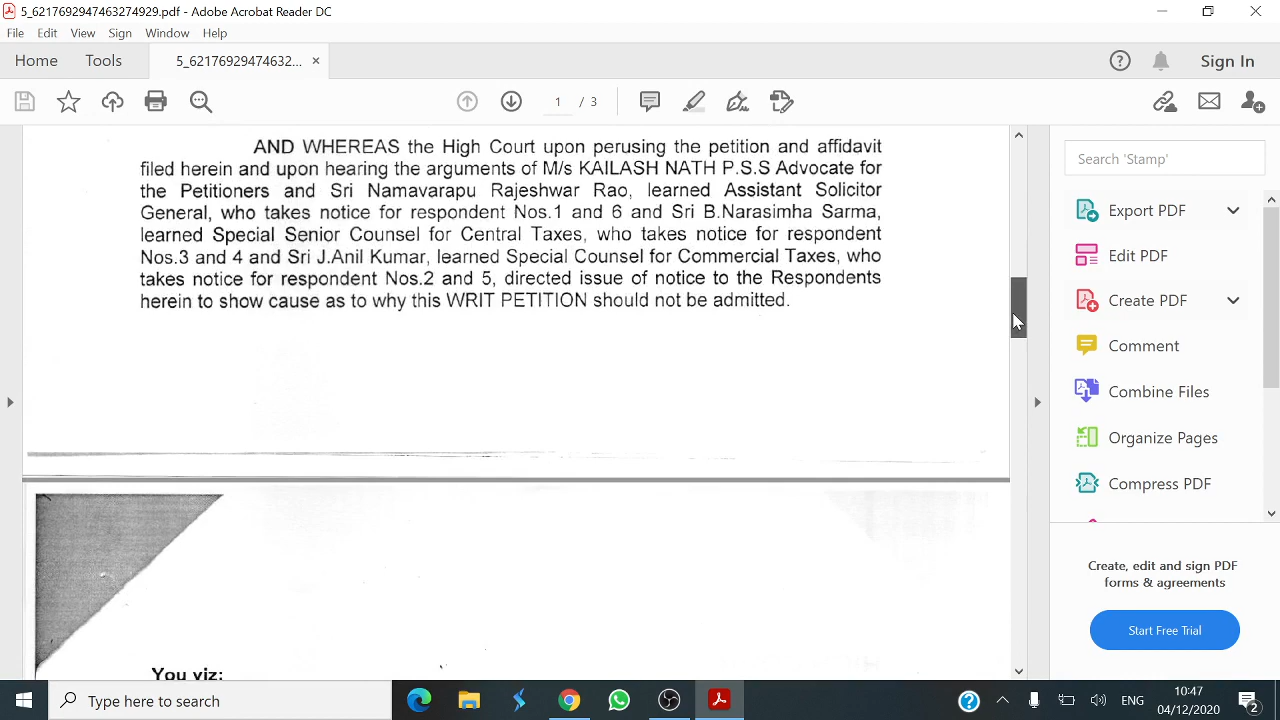 5_6217692947463274929.pdf - Adobe Acrobat Reader DC
File Edit View Sign Window Help
Home Tools 5_62176929474632... × Sign In
1 / 3
AND WHEREAS the High Court upon perusing the petition and affidavit
filed herein and upon hearing the arguments of M/s KAILASH NATH P.S.S Advocate for
the Petitioners and Sri Namavarapu Rajeshwar Rao, learned Assistant Solicitor
General, who takes notice for respondent Nos.1 and 6 and Sri B.Narasimha Sarma,
learned Special Senior Counsel for Central Taxes, who takes notice for respondent
Nos.3 and 4 and Sri J.Anil Kumar, learned Special Counsel for Commercial Taxes, who
takes notice for respondent Nos.2 and 5, directed issue of notice to the Respondents
herein to show cause as to why this WRIT PETITION should not be admitted.
You viz:
Search 'Stamp'
Export PDF
Edit PDF
Create PDF
Comment
Combine Files
Organize Pages
Compress PDF
Create, edit and sign PDF
forms & agreements
Start Free Trial
Type here to search
ENG
10:47
04/12/2020
2